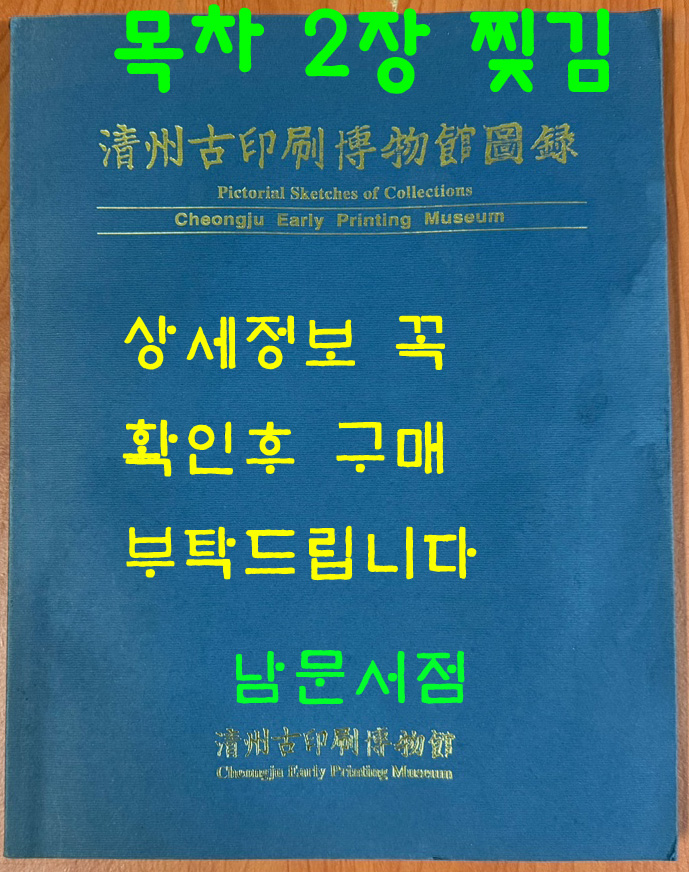 목차 2장 찢김
清州古印刷博物館圖録
Pictorial Sketches of Collections
Cheongju Early Printing Museum
상세정보 꼭
확인후 구매
부탁드립니다
남문서점
清州古印刷博物館
Cheongju Early Printing Museum